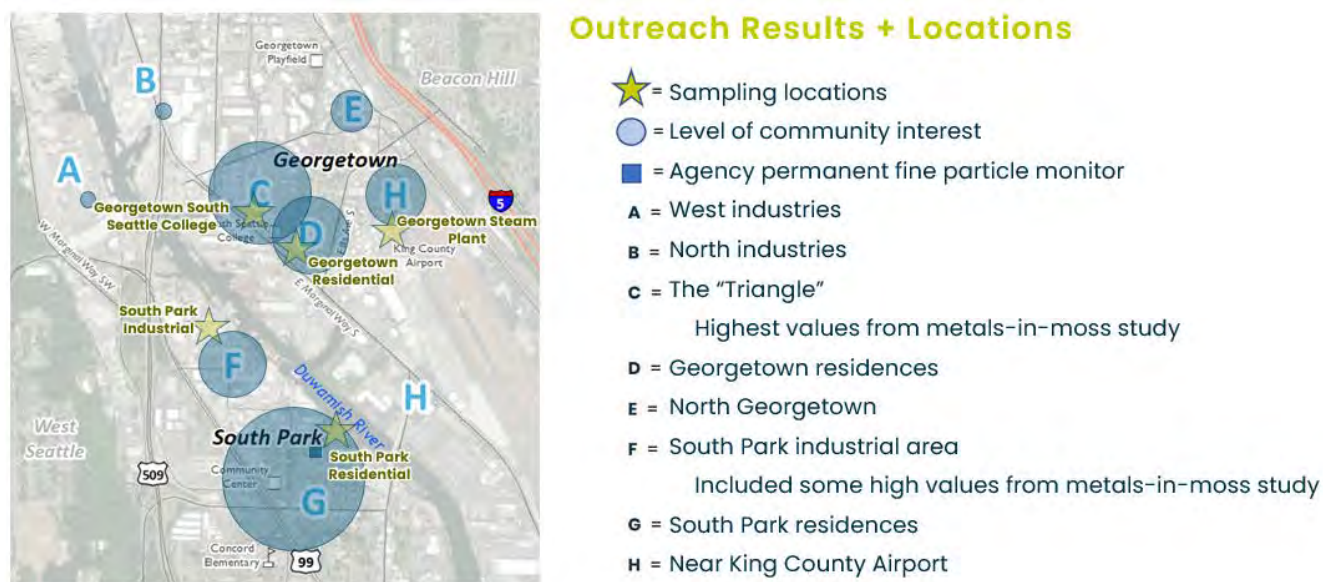 Georgetown
Playfield
Beacon Hill
B
E
Georgetown
A
C
H
5
Georgetown South
Seattle College
College
D
Ellis Ave S
Georgetown Steam
Plant
King County
Airport
Georgetown
Residential
W Marginal Way SW
E Marginal Way S
South Park
Industrial
F
Duwamish River
H
West
Seattle
South Park
South Park
Residential
509
Community
Center
G
Concord
Elementary
99
Outreach Results + Locations
= Sampling locations
= Level of community interest
= Agency permanent fine particle monitor
A = West industries
B = North industries
C = The “Triangle”
Highest values from metals-in-moss study
D = Georgetown residences
E = North Georgetown
F = South Park industrial area
Included some high values from metals-in-moss study
G = South Park residences
H = Near King County Airport